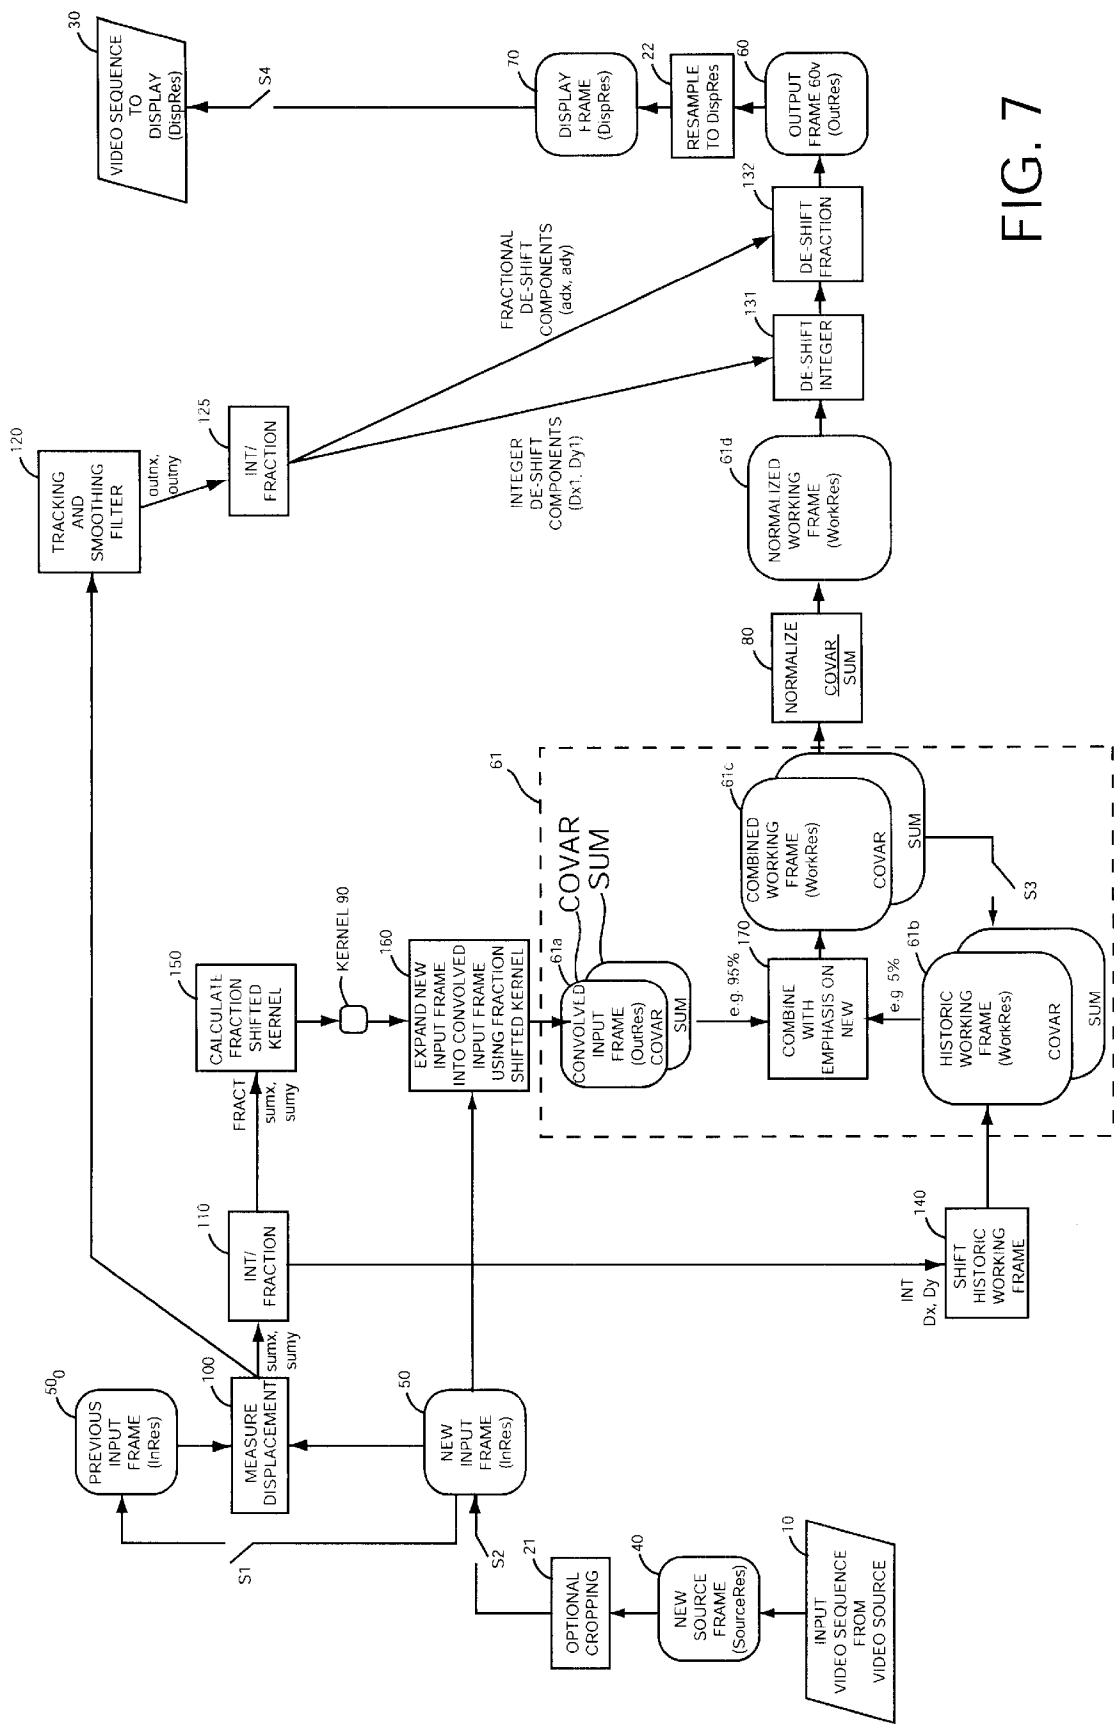 30
VIDEO SEQUENCE
TO
DISPLAY
(DispRes)
S4
70
DISPLAY
FRAME
(DispRes)
22
RESAMPLE
TO DispRes
60
OUTPUT
FRAME 60v
(OutRes)
FIG. 7
120
TRACKING
AND
SMOOTHING
FILTER
outnx,
outny
125
INT/
FRACTION
FRACTIONAL
DE-SHIFT
COMPONENTS
(adx, ady)
INTEGER
DE-SHIFT
COMPONENTS
(Dx1, Dy1)
132
DE-SHIFT
FRACTION
131
DE-SHIFT
INTEGER
61d
NORMALIZED
WORKING
FRAME
(WorkRes)
80
NORMALIZE
COVAR
SUM
61
COVAR
SUM
61a
CONVOLVED
INPUT
FRAME
(OutRes)
COVAR
SUM
61c
COMBINED
WORKING
FRAME
(WorkRes)
COVAR
SUM
S3
e.g. 95%
170
COMBINE
WITH
EMPHASIS ON
NEW
e.g. 5%
61b
HISTORIC
WORKING
FRAME
(WorkRes)
COVAR
SUM
150
CALCULATE
FRACTION
SHIFTED
KERNEL
KERNEL 90
160
EXPAND NEW
INPUT FRAME
INTO CONVOLVED
INPUT FRAME
USING FRACTION
SHIFTED KERNEL
FRACT
sumx,
sumy
110
INT/
FRACTION
INT
Dx, Dy
140
SHIFT
HISTORIC
WORKING
FRAME
50₀
PREVIOUS
INPUT
FRAME
(InRes)
100
MEASURE
DISPLACEMENT
sumx,
sumy
50
NEW
INPUT
FRAME
(InRes)
S1
S2
21
OPTIONAL
CROPPING
40
NEW
SOURCE
FRAME
(SourceRes)
10
INPUT
VIDEO SEQUENCE
FROM
VIDEO SOURCE